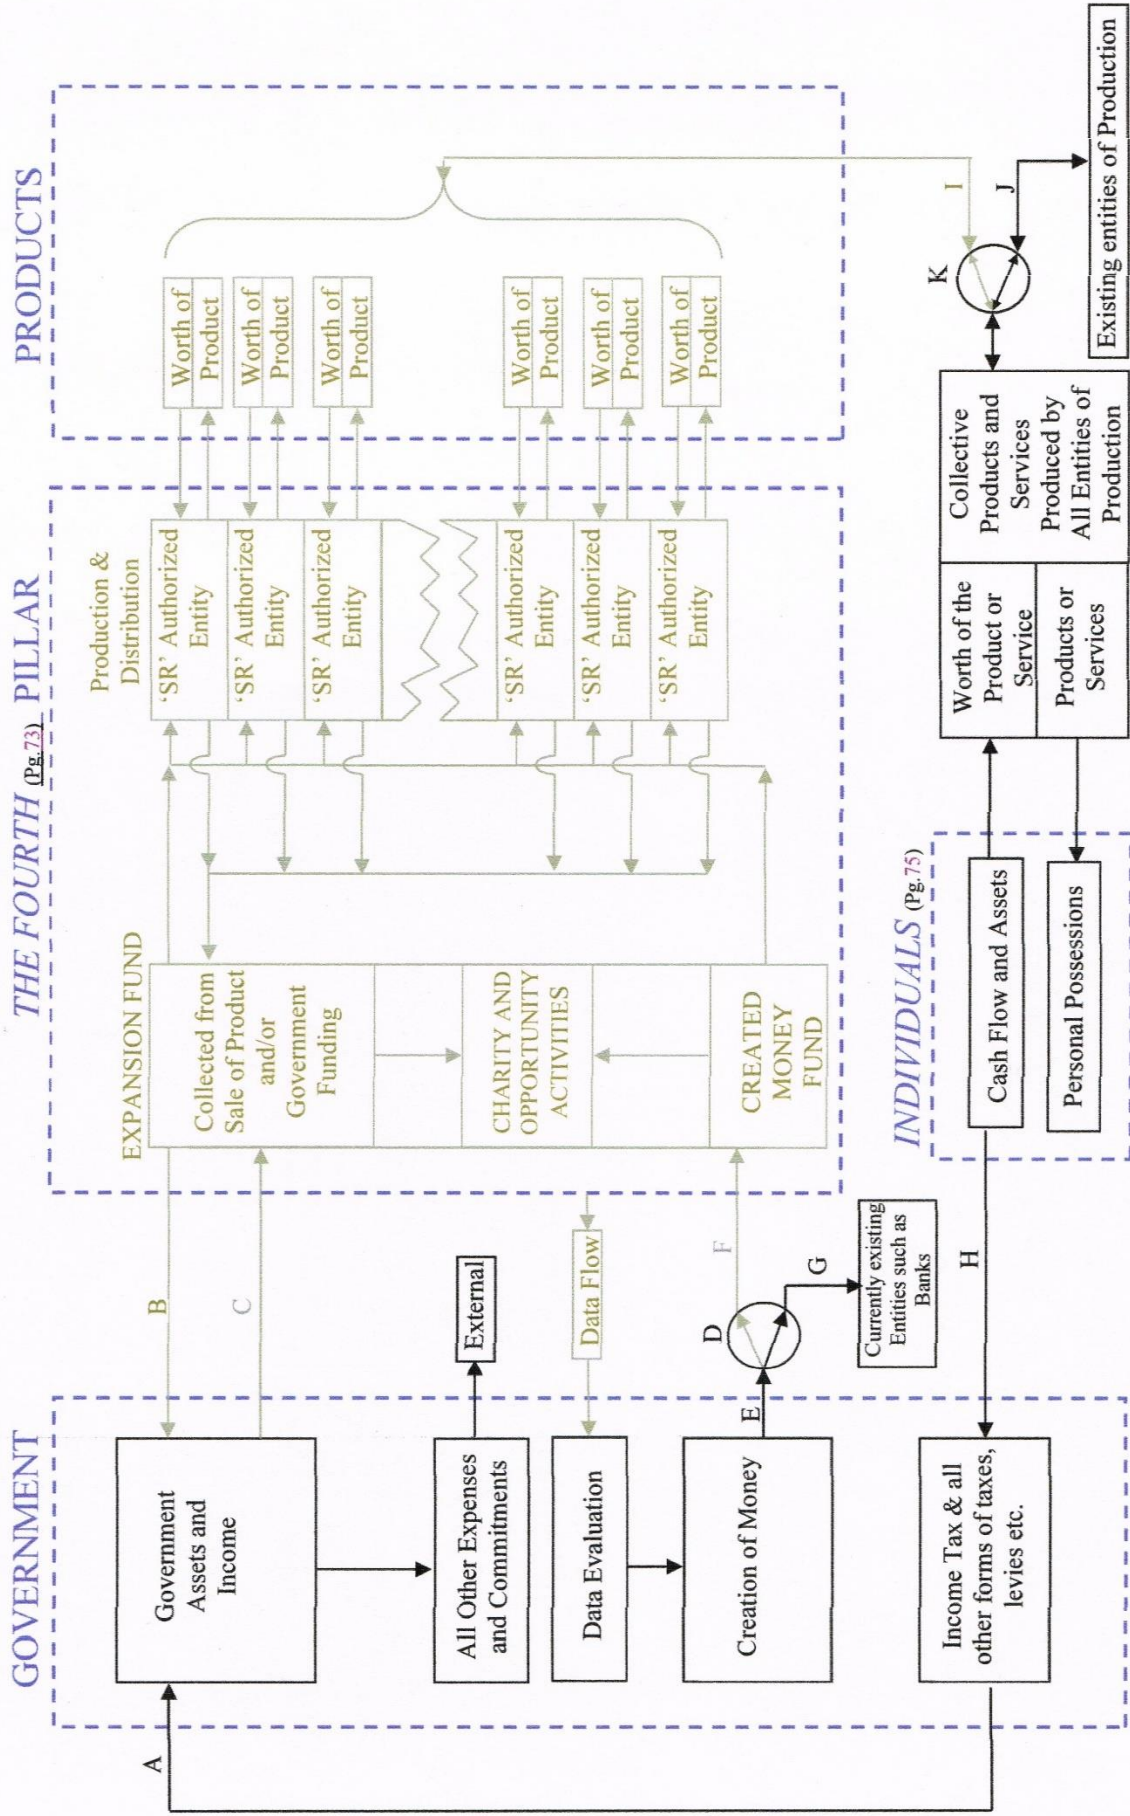 GOVERNMENT
THE FOURTH (Pg.73) PILLAR
PRODUCTS
A
Government
Assets and
Income
B
C
All Other Expenses
and Commitments
External
Data Evaluation
Data Flow
Creation of Money
E
D
F
G
Currently existing
Entities such as
Banks
Income Tax & all
other forms of taxes,
levies etc.
H
EXPANSION FUND
Collected from
Sale of Product
and/or
Government
Funding
CHARITY AND
OPPORTUNITY
ACTIVITIES
CREATED
MONEY
FUND
Production &
Distribution
‘SR’ Authorized
Entity
‘SR’ Authorized
Entity
‘SR’ Authorized
Entity
‘SR’ Authorized
Entity
‘SR’ Authorized
Entity
‘SR’ Authorized
Entity
Worth of
Product
Worth of
Product
Worth of
Product
Worth of
Product
Worth of
Product
Worth of
Product
INDIVIDUALS (Pg.75)
Cash Flow and Assets
Personal Possessions
Worth of the
Product or
Service
Products or
Services
Collective
Products and
Services
Produced by
All Entities of
Production
K
I
J
Existing entities of Production